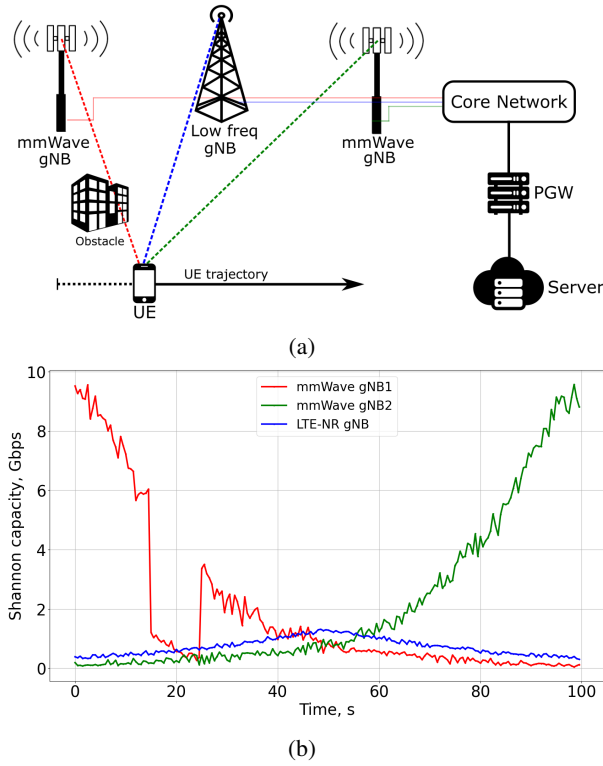 mmWave
gNB
Low freq
gNB
mmWave
gNB
Core Network
PGW
Server
Obstacle
UE trajectory
UE
(a)
10
8
6
4
2
0
Shannon capacity, Gbps
mmWave gNB1
mmWave gNB2
LTE-NR gNB
0 20 40 60 80 100
Time, s
(b)